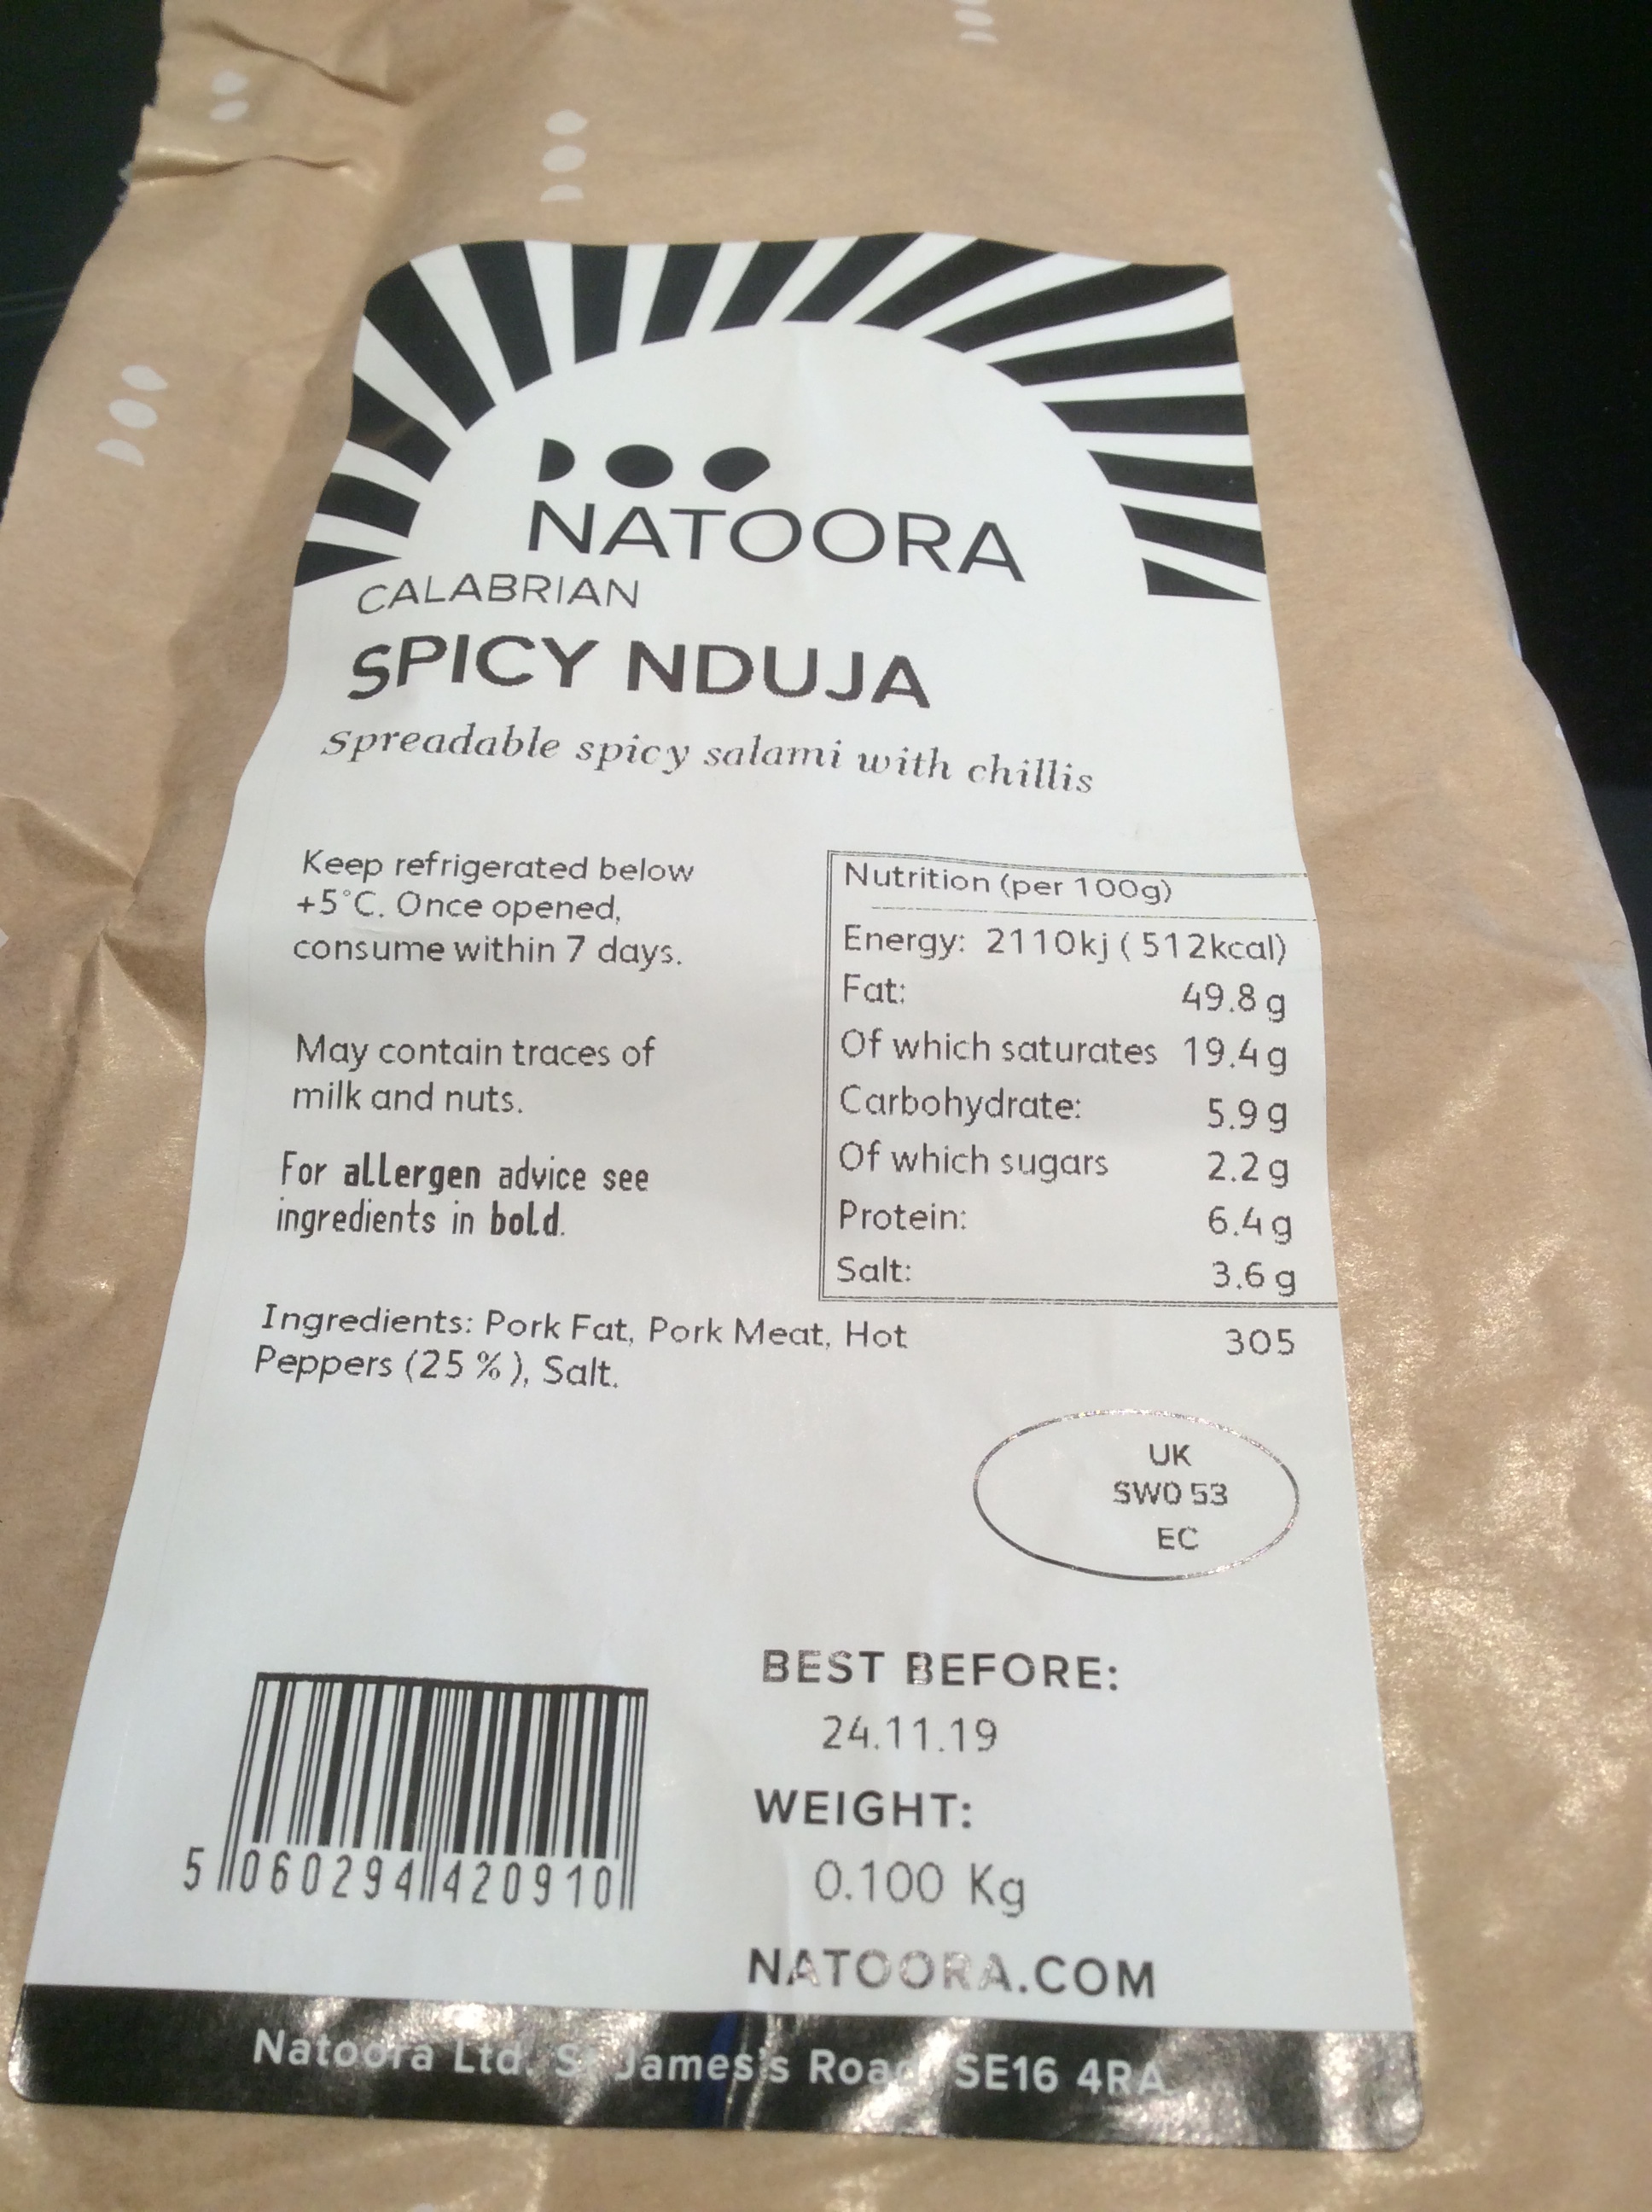 NATOORA
CALABRIAN
SPICY NDUJA
Spreadable spicy salami with chillis
Keep refrigerated below
+5°C. Once opened,
consume within 7 days.
May contain traces of
milk and nuts.
For allergen advice see
ingredients in bold.
Nutrition (per 100g)
Energy: 2110kj ( 512kcal)
Fat: 49.8 g
Of which saturates 19.4 g
Carbohydrate: 5.9 g
Of which sugars 2.2 g
Protein: 6.4 g
Salt: 3.6 g
Ingredients: Pork Fat, Pork Meat, Hot
Peppers (25 % ), Salt.
305
UK
SWO 53
EC
BEST BEFORE:
24.11.19
WEIGHT:
0.100 Kg
5 060294 420910
NATOORA.COM
Natoora Ltd. St James's Road SE16 4RA